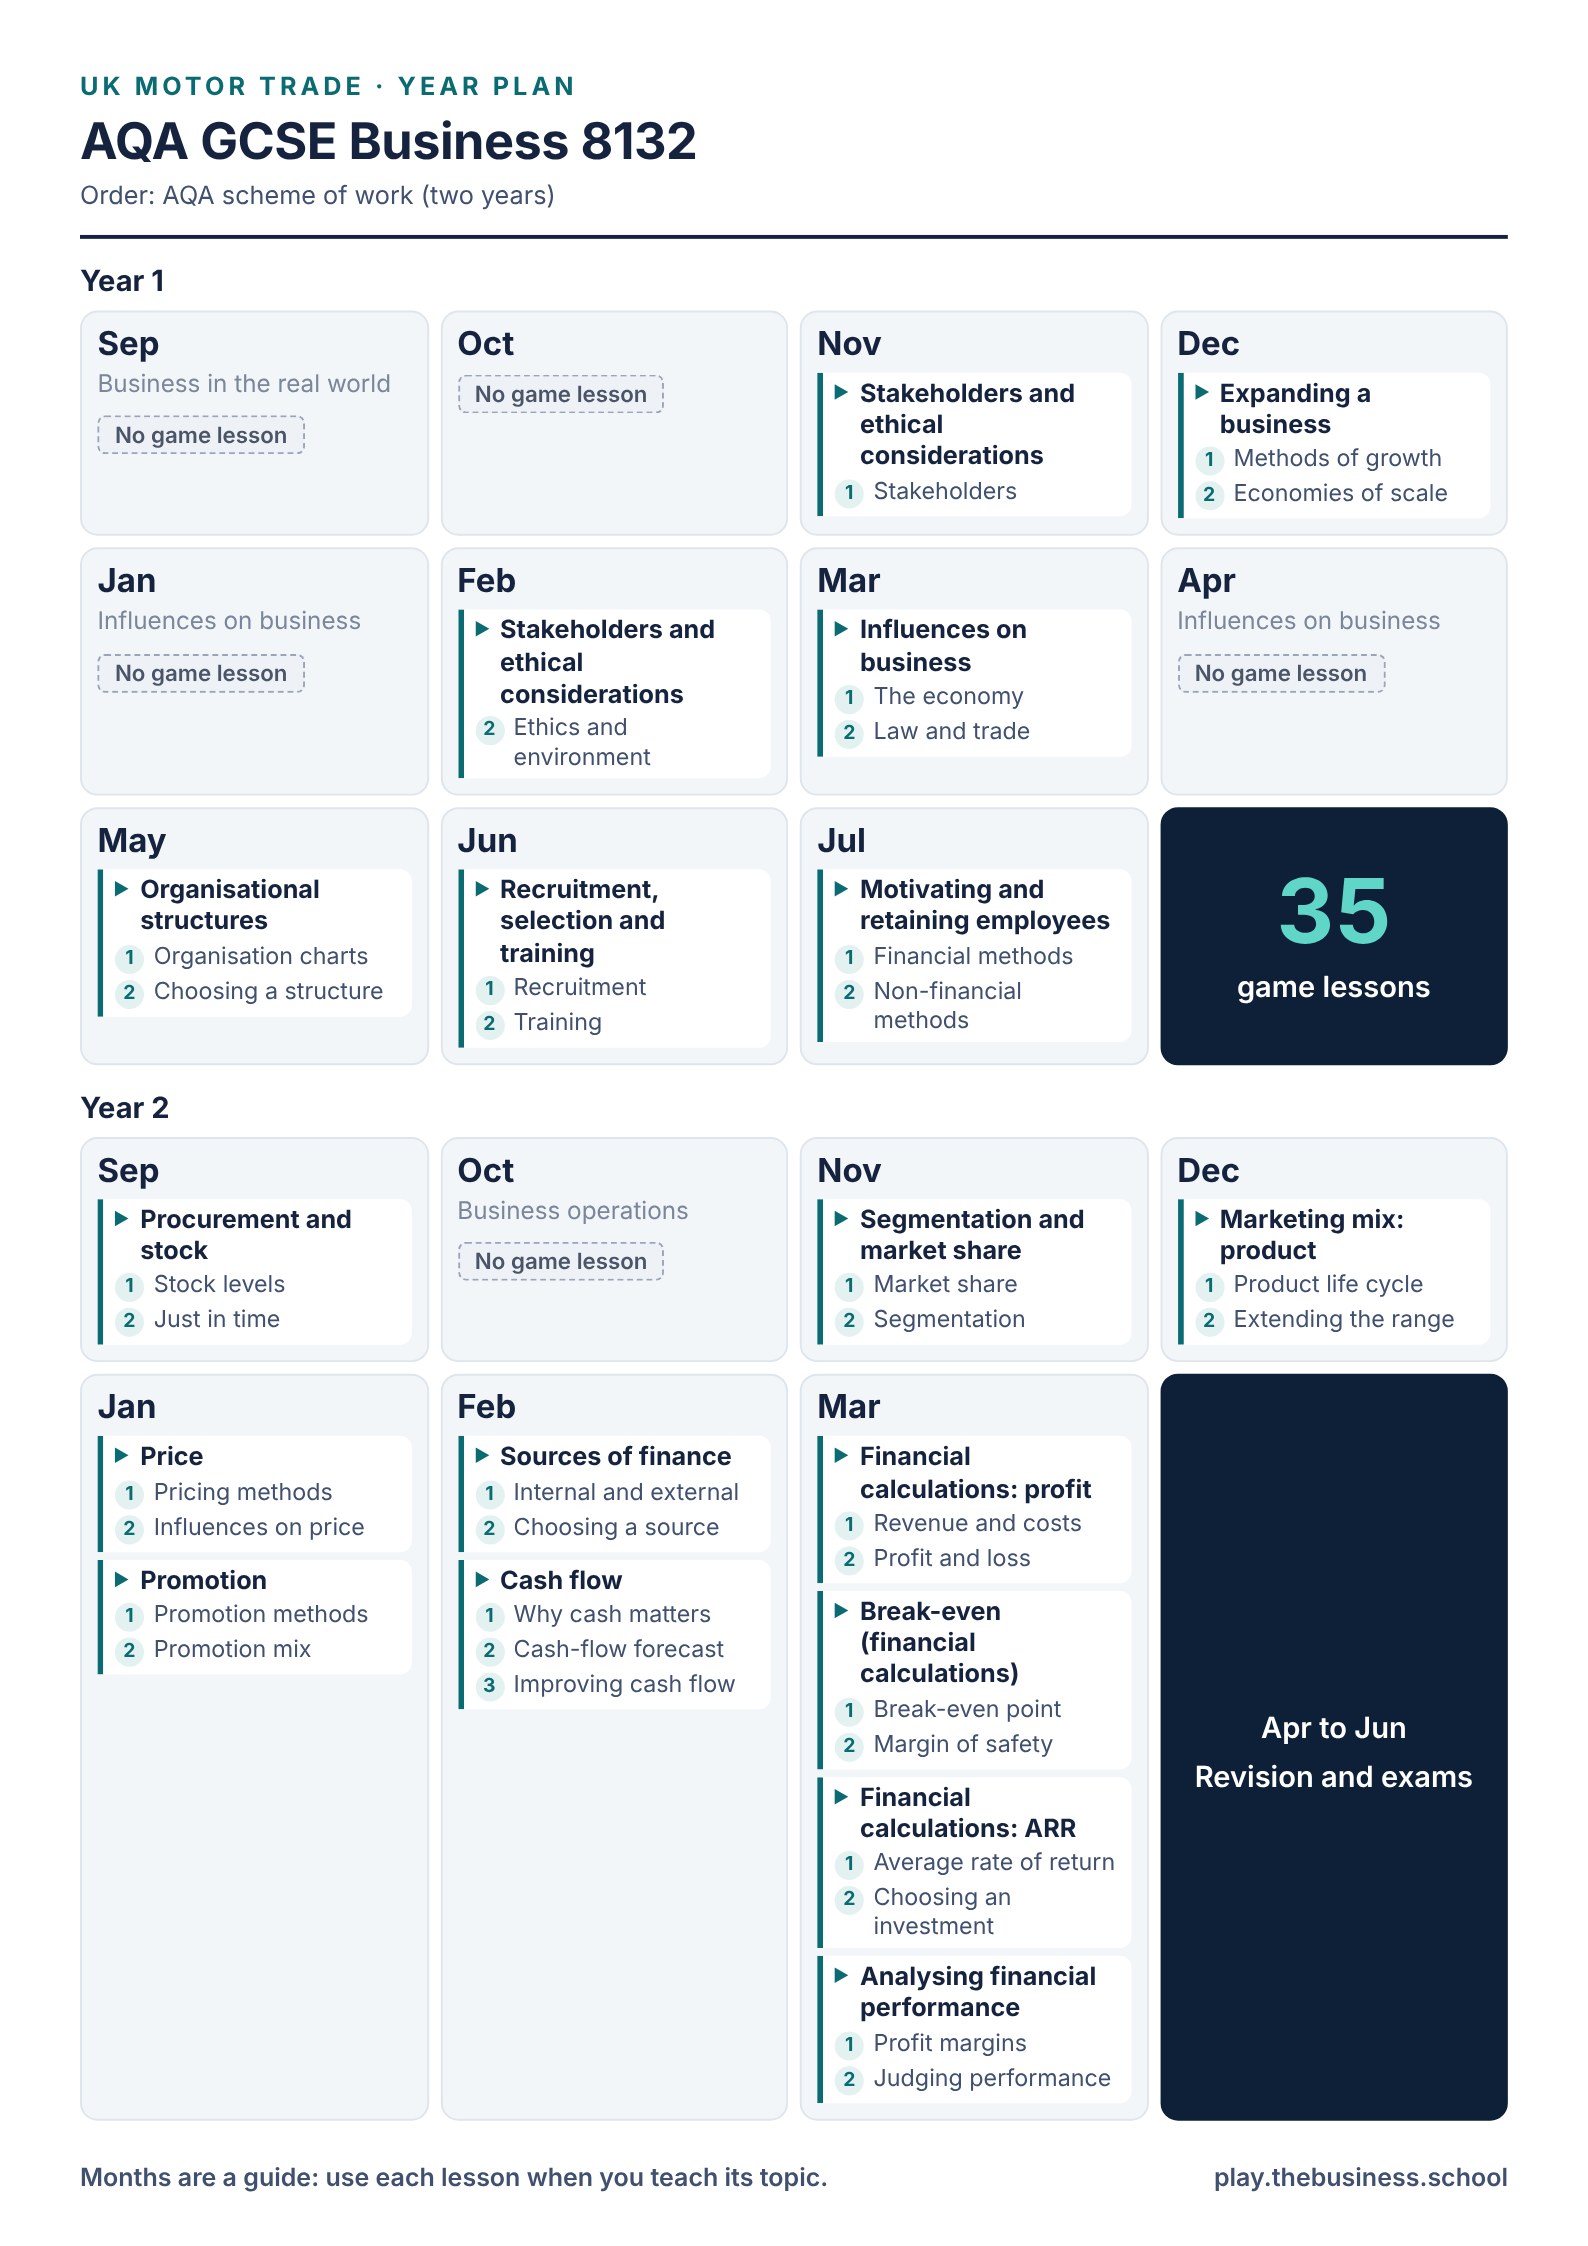 UK MOTOR TRADE · YEAR PLAN
AQA GCSE Business 8132
Order: AQA scheme of work (two years)
Year 1
Sep
Business in the real world
No game lesson
Oct
No game lesson
Nov
Stakeholders and
ethical
considerations
1 Stakeholders
Dec
Expanding a
business
1 Methods of growth
2 Economies of scale
Jan
Influences on business
No game lesson
Feb
Stakeholders and
ethical
considerations
2 Ethics and
environment
Mar
Influences on
business
1 The economy
2 Law and trade
Apr
Influences on business
No game lesson
May
Organisational
structures
1 Organisation charts
2 Choosing a structure
Jun
Recruitment,
selection and
training
1 Recruitment
2 Training
Jul
Motivating and
retaining employees
1 Financial methods
2 Non-financial
methods
35
game lessons
Year 2
Sep
Procurement and
stock
1 Stock levels
2 Just in time
Oct
Business operations
No game lesson
Nov
Segmentation and
market share
1 Market share
2 Segmentation
Dec
Marketing mix:
product
1 Product life cycle
2 Extending the range
Jan
Price
1 Pricing methods
2 Influences on price
Promotion
1 Promotion methods
2 Promotion mix
Feb
Sources of finance
1 Internal and external
2 Choosing a source
Cash flow
1 Why cash matters
2 Cash-flow forecast
3 Improving cash flow
Mar
Financial
calculations: profit
1 Revenue and costs
2 Profit and loss
Break-even
(financial
calculations)
1 Break-even point
2 Margin of safety
Financial
calculations: ARR
1 Average rate of return
2 Choosing an
investment
Analysing financial
performance
1 Profit margins
2 Judging performance
Apr to Jun
Revision and exams
Months are a guide: use each lesson when you teach its topic.
play.thebusiness.school